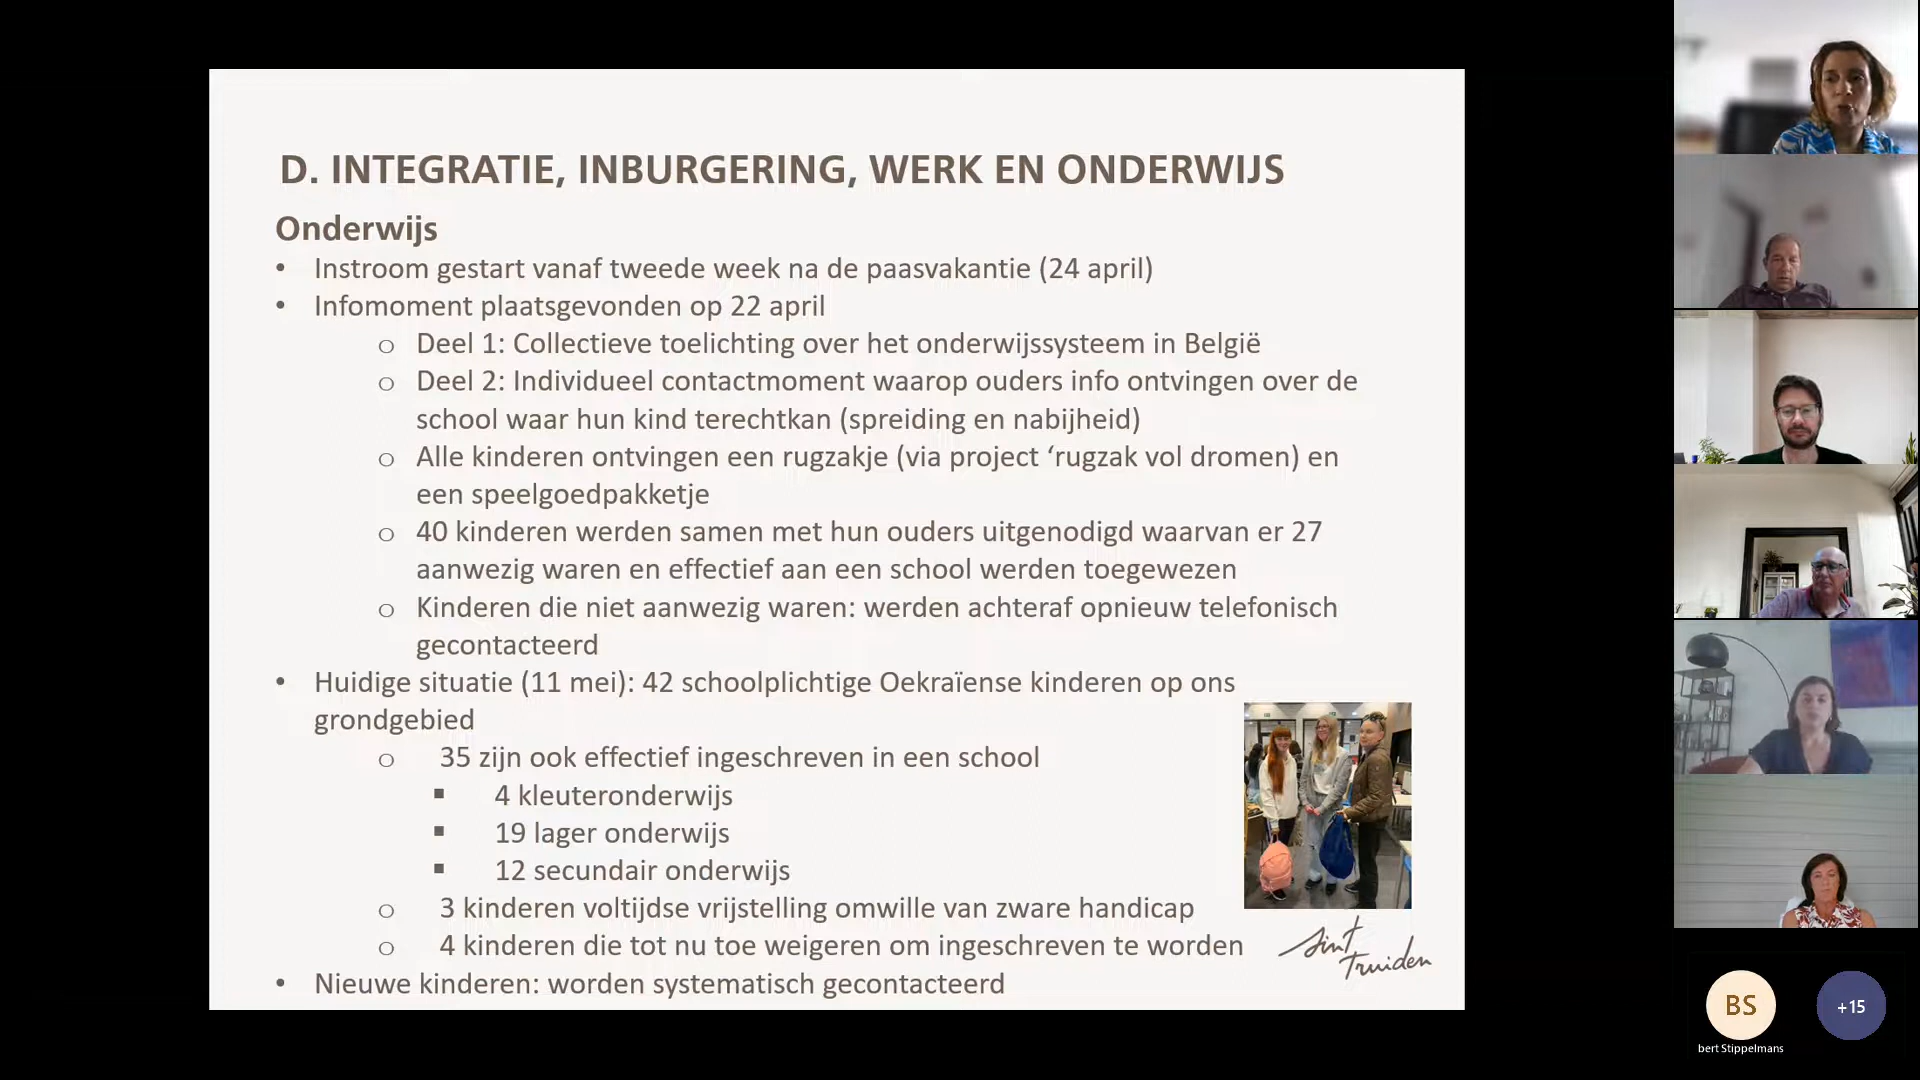 D. INTEGRATIE, INBURGERING, WERK EN ONDERWIJS
Onderwijs
• Instroom gestart vanaf tweede week na de paasvakantie (24 april)
• Infomoment plaatsgevonden op 22 april
o Deel 1: Collectieve toelichting over het onderwijssysteem in België
o Deel 2: Individueel contactmoment waarop ouders info ontvingen over de
school waar hun kind terechtkan (spreiding en nabijheid)
o Alle kinderen ontvingen een rugzakje (via project ‘rugzak vol dromen) en
een speelgoedpakketje
o 40 kinderen werden samen met hun ouders uitgenodigd waarvan er 27
aanwezig waren en effectief aan een school werden toegewezen
o Kinderen die niet aanwezig waren: werden achteraf opnieuw telefonisch
gecontacteerd
• Huidige situatie (11 mei): 42 schoolplichtige Oekraïense kinderen op ons
grondgebied
o 35 zijn ook effectief ingeschreven in een school
▪ 4 kleuteronderwijs
▪ 19 lager onderwijs
▪ 12 secundair onderwijs
o 3 kinderen voltijdse vrijstelling omwille van zware handicap
o 4 kinderen die tot nu toe weigeren om ingeschreven te worden
• Nieuwe kinderen: worden systematisch gecontacteerd
Sint
Truiden
BS
+15
bert Stippelmans